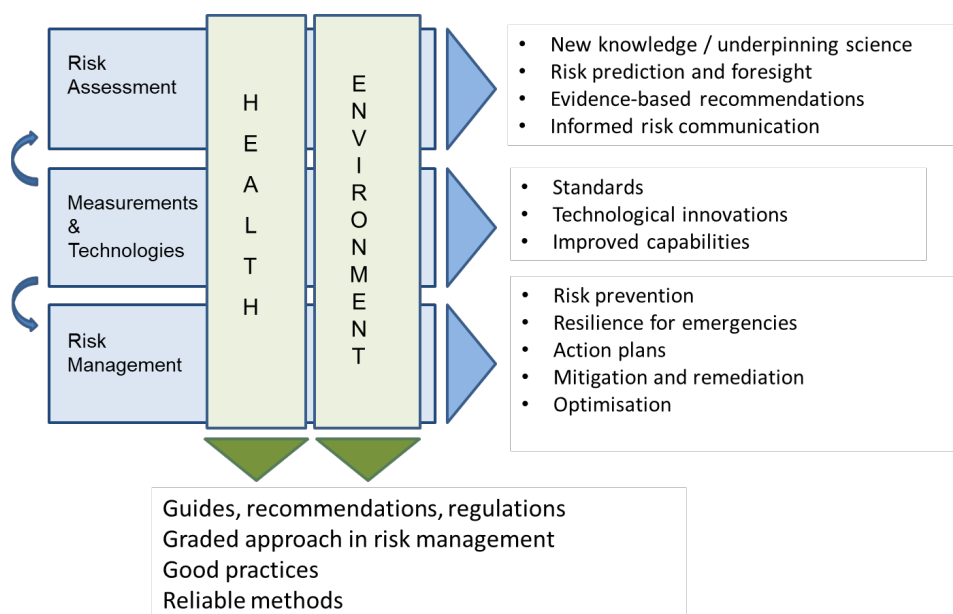 Risk
Assessment
Measurements
&
Technologies
Risk
Management
HEALTH
ENVIRONMENT
• New knowledge / underpinning science
• Risk prediction and foresight
• Evidence-based recommendations
• Informed risk communication
• Standards
• Technological innovations
• Improved capabilities
• Risk prevention
• Resilience for emergencies
• Action plans
• Mitigation and remediation
• Optimisation
Guides, recommendations, regulations
Graded approach in risk management
Good practices
Reliable methods